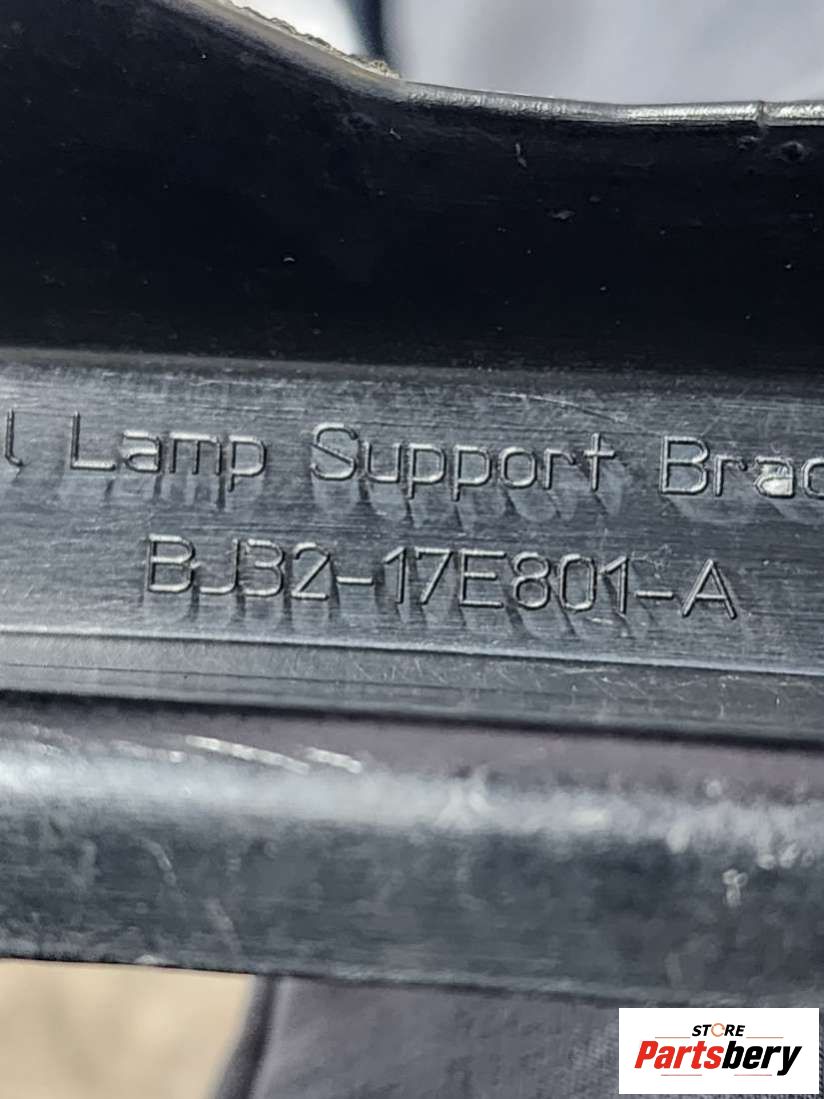 l Lamp Support Brac
BJ32-17E801-A
STORE
Partsbery